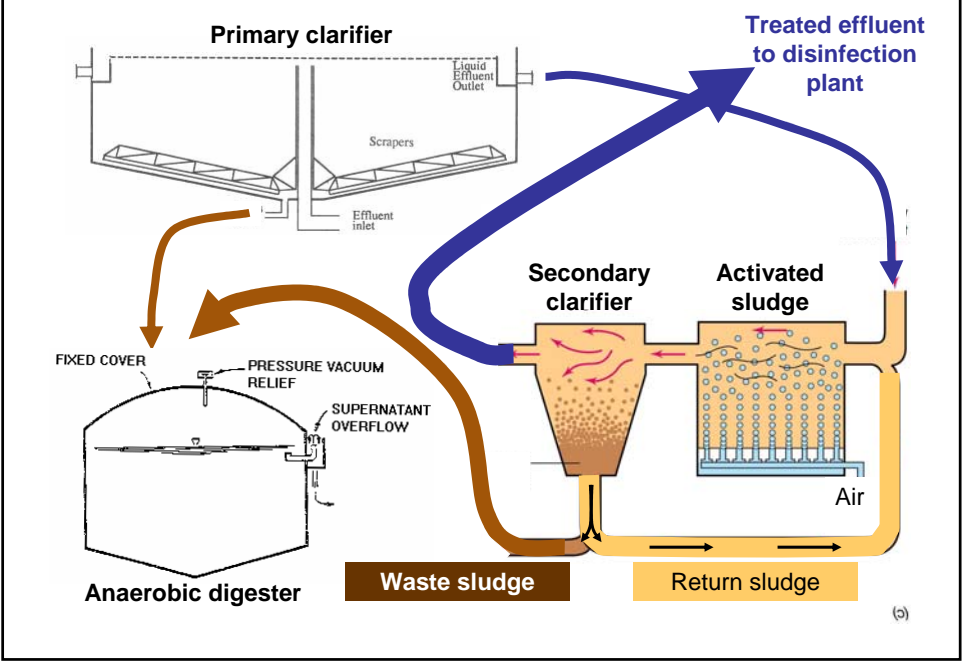 Primary clarifier
Treated effluent
to disinfection
plant
Liquid
Effluent
Outlet
Scrapers
Effluent
inlet
Secondary
clarifier
Activated
sludge
FIXED COVER
PRESSURE VACUUM
RELIEF
SUPERNATANT
OVERFLOW
Air
Anaerobic digester
Waste sludge
Return sludge
(c)